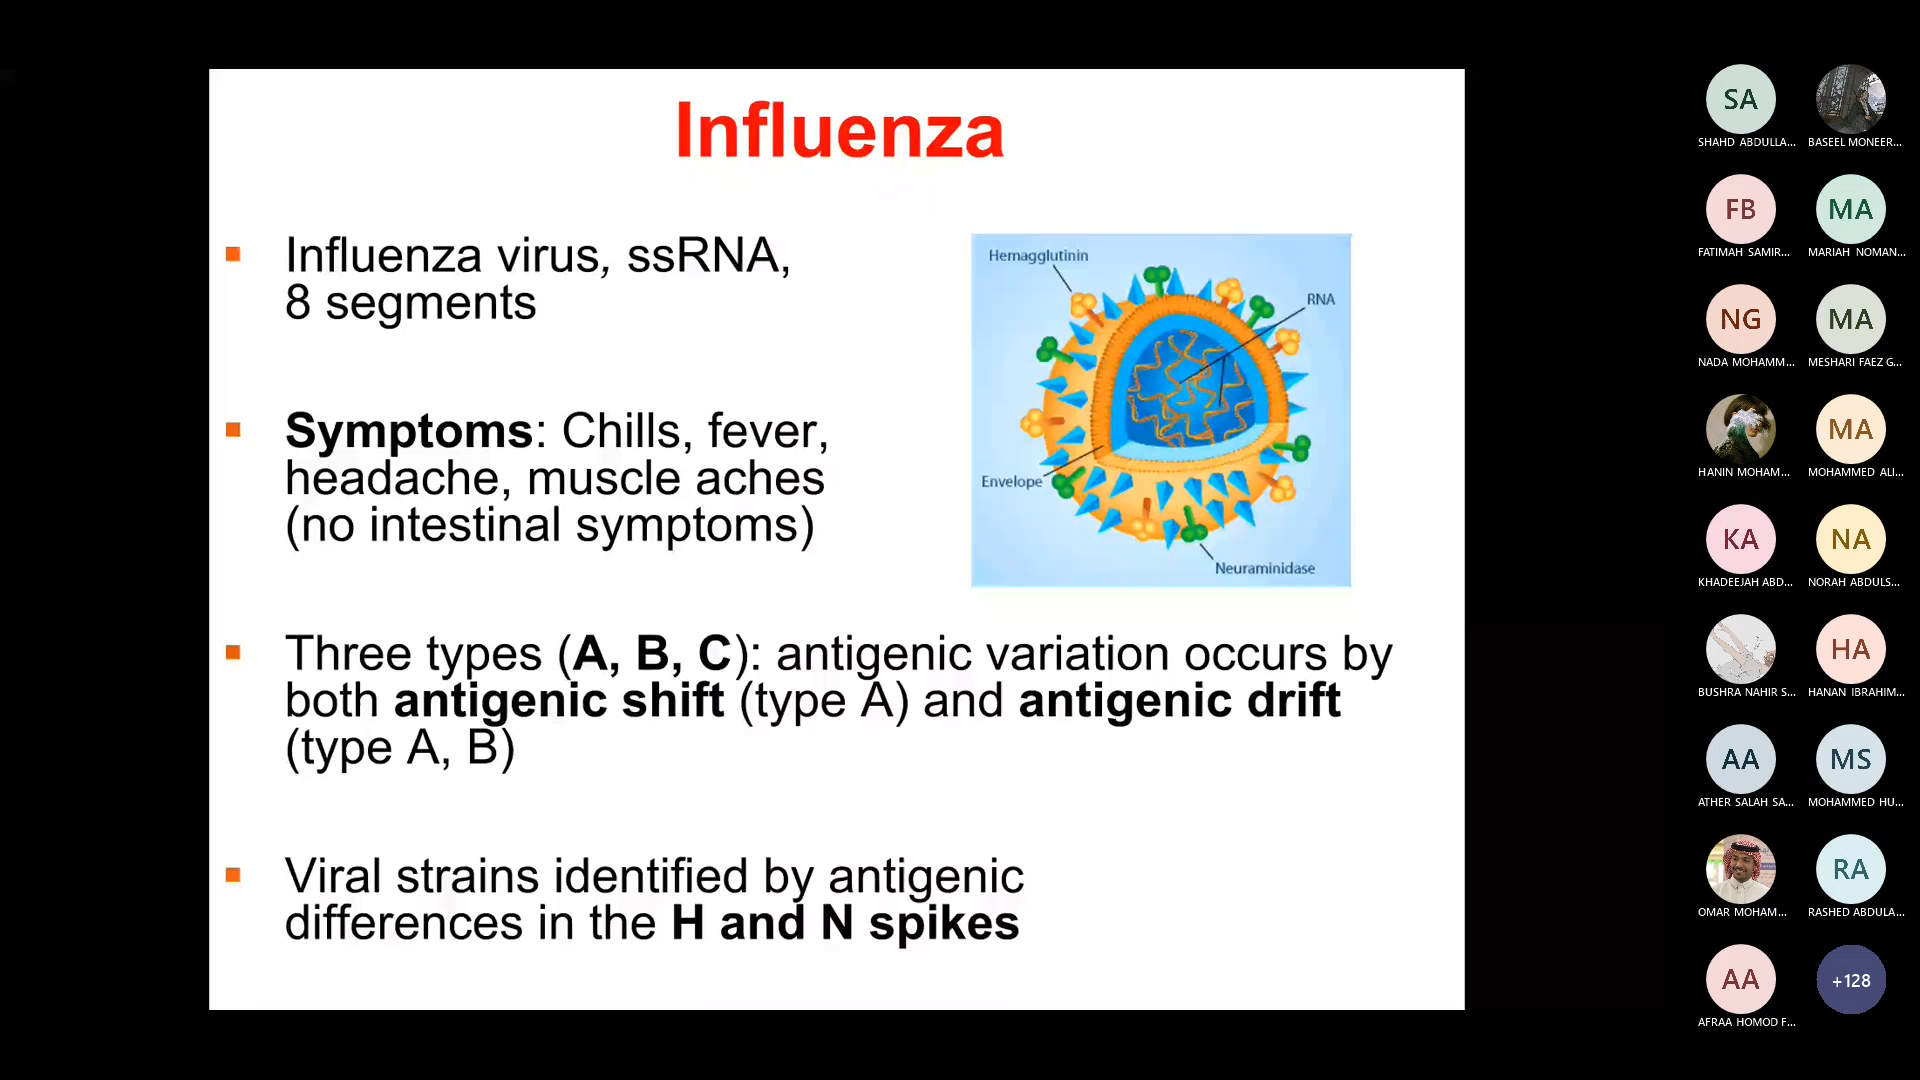 Influenza
Influenza virus, ssRNA,
8 segments
Symptoms: Chills, fever,
headache, muscle aches
(no intestinal symptoms)
Three types (A, B, C): antigenic variation occurs by
both antigenic shift (type A) and antigenic drift
(type A, B)
Viral strains identified by antigenic
differences in the H and N spikes
Hemagglutinin
RNA
Envelope
Neuraminidase
SA
SHAHD ABDULLA...
BASEEL MONEER...
FB
FATIMAH SAMIR...
MA
MARIAH NOMAN...
NG
NADA MOHAMM...
MA
MESHARI FAEZ G...
HANIN MOHAM...
MA
MOHAMMED ALI...
KA
KHADEEJAH ABD...
NA
NORAH ABDULS...
BUSHRA NAHIR S...
HA
HANAN IBRAHIM...
AA
ATHER SALAH SA...
MS
MOHAMMED HU...
OMAR MOHAM...
RA
RASHED ABDULA...
AA
AFRAA HOMOD F...
+128